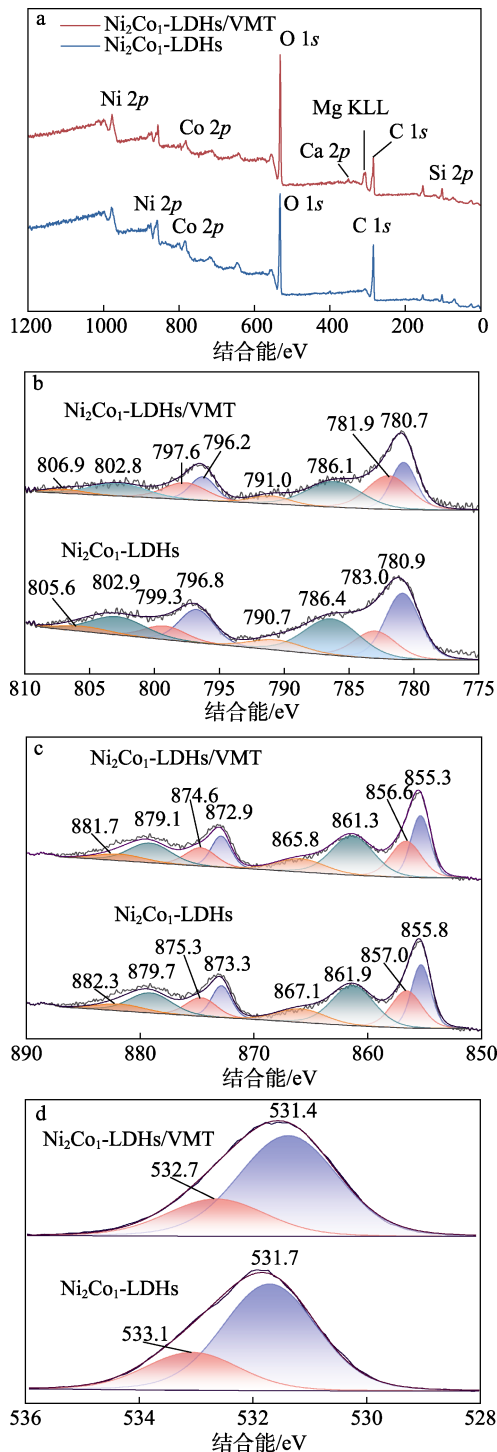 a
Ni₂Co₁-LDHs/VMT
Ni₂Co₁-LDHs
O 1s
Ni 2p
Co 2p
Mg KLL
Ca 2p
C 1s
Si 2p
Ni 2p
Co 2p
O 1s
C 1s
1200 1000 800 600 400 200 0
结合能/eV
b
Ni₂Co₁-LDHs/VMT
806.9 802.8 797.6 796.2 791.0 786.1 781.9 780.7
Ni₂Co₁-LDHs
805.6 802.9 799.3 796.8 790.7 786.4 783.0 780.9
810 805 800 795 790 785 780 775
结合能/eV
c
Ni₂Co₁-LDHs/VMT
881.7 879.1 874.6 872.9 865.8 861.3 856.6 855.3
Ni₂Co₁-LDHs
882.3 879.7 875.3 873.3 867.1 861.9 857.0 855.8
890 880 870 860 850
结合能/eV
d
Ni₂Co₁-LDHs/VMT
532.7 531.4
Ni₂Co₁-LDHs
533.1 531.7
536 534 532 530 528
结合能/eV